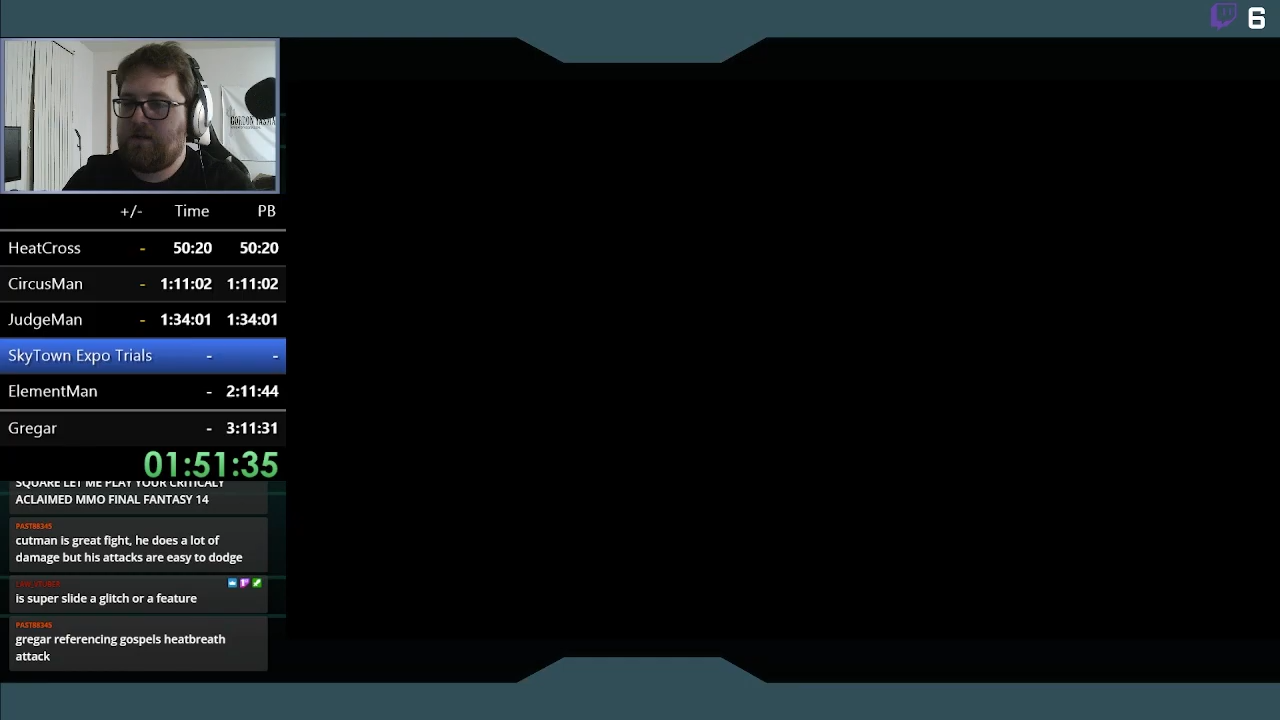 6
GORDON
+/- Time PB
HeatCross - 50:20 50:20
CircusMan - 1:11:02 1:11:02
JudgeMan - 1:34:01 1:34:01
SkyTown Expo Trials - -
ElementMan - 2:11:44
Gregar - 3:11:31
01:51:35
SQUARE LET ME PLAY YOUR CRITICALY
ACLAIMED MMO FINAL FANTASY 14
PAST88345
cutman is great fight, he does a lot of
damage but his attacks are easy to dodge
is super slide a glitch or a feature
PAST88345
gregar referencing gospels heatbreath
attack